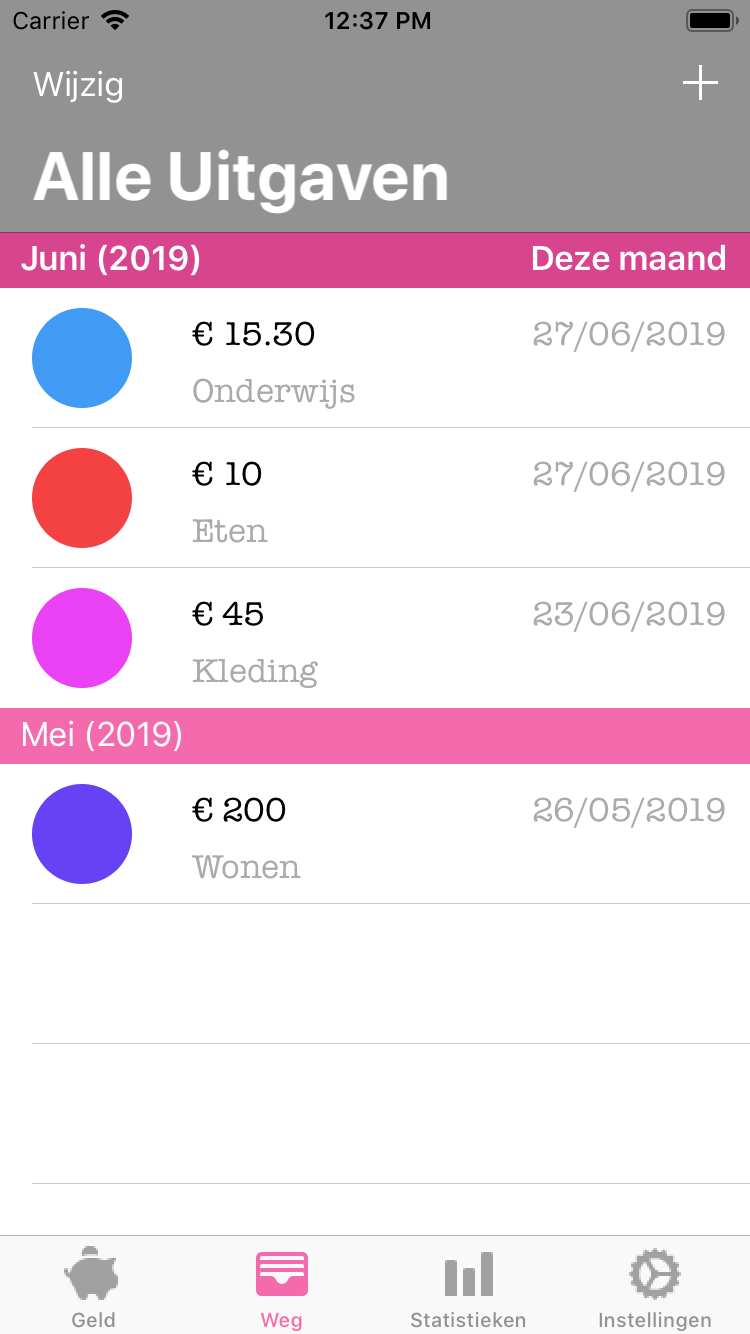 Carrier 12:37 PM
Wijzig
Alle Uitgaven
Juni (2019) Deze maand
€ 15.30 27/06/2019
Onderwijs
€ 10 27/06/2019
Eten
€ 45 23/06/2019
Kleding
Mei (2019)
€ 200 26/05/2019
Wonen
Geld Weg Statistieken Instellingen